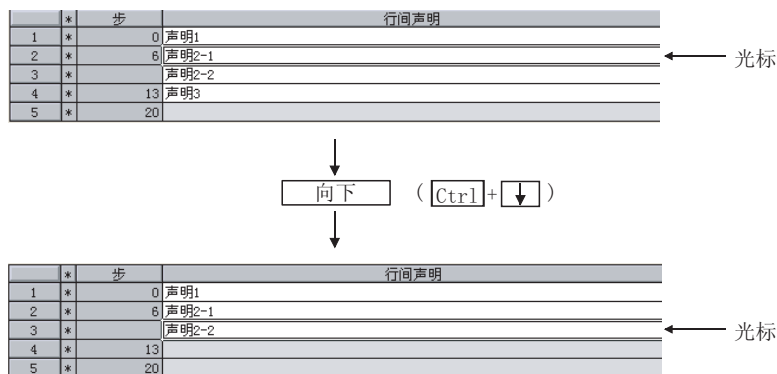 * 步 行间声明
1 * 0 声明1
2 * 6 声明2-1
光标
3 * 声明2-2
4 * 13 声明3
5 * 20
向下 (Ctrl+↓)
* 步 行间声明
1 * 0 声明1
2 * 6 声明2-1
3 * 声明2-2
光标
4 * 13
5 * 20